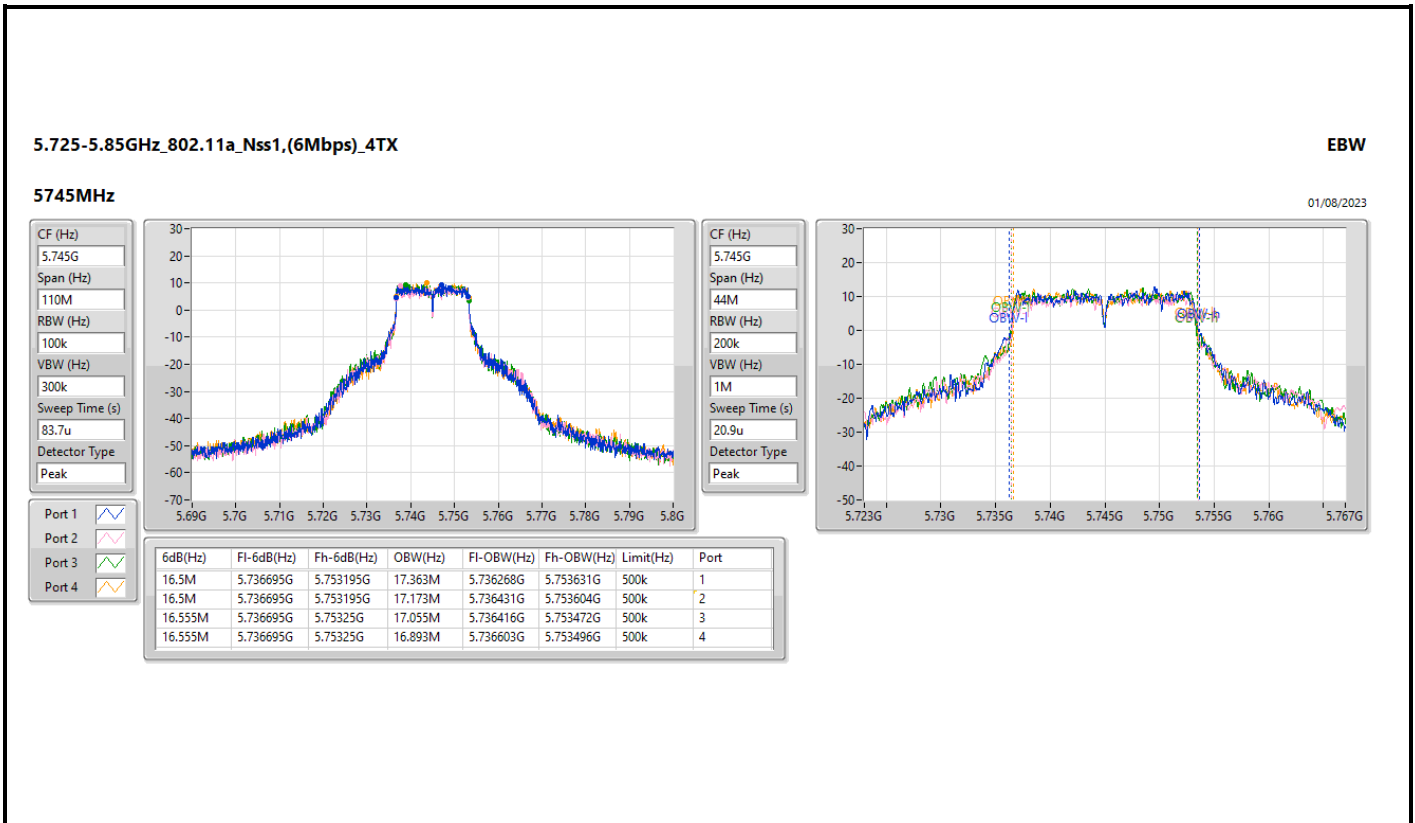 5.725-5.85GHz_802.11a_Nss1,(6Mbps)_4TX
EBW
5745MHz
01/08/2023
CF (Hz)
5.745G
Span (Hz)
110M
RBW (Hz)
100k
VBW (Hz)
300k
Sweep Time (s)
83.7u
Detector Type
Peak
30
20
10
0
-10
-20
-30
-40
-50
-60
-70
5.69G 5.7G 5.71G 5.72G 5.73G 5.74G 5.75G 5.76G 5.77G 5.78G 5.79G 5.8G
CF (Hz)
5.745G
Span (Hz)
44M
RBW (Hz)
200k
VBW (Hz)
1M
Sweep Time (s)
20.9u
Detector Type
Peak
30
20
10
0
-10
-20
-30
-40
-50
OBW-l
OBW-h
5.723G 5.73G 5.735G 5.74G 5.745G 5.75G 5.755G 5.76G 5.767G
Port 1
Port 2
Port 3
Port 4
6dB(Hz) Fl-6dB(Hz) Fh-6dB(Hz) OBW(Hz) Fl-OBW(Hz) Fh-OBW(Hz) Limit(Hz) Port
16.5M 5.736695G 5.753195G 17.363M 5.736268G 5.753631G 500k 1
16.5M 5.736695G 5.753195G 17.173M 5.736431G 5.753604G 500k 2
16.555M 5.736695G 5.75325G 17.055M 5.736416G 5.753472G 500k 3
16.555M 5.736695G 5.75325G 16.893M 5.736603G 5.753496G 500k 4